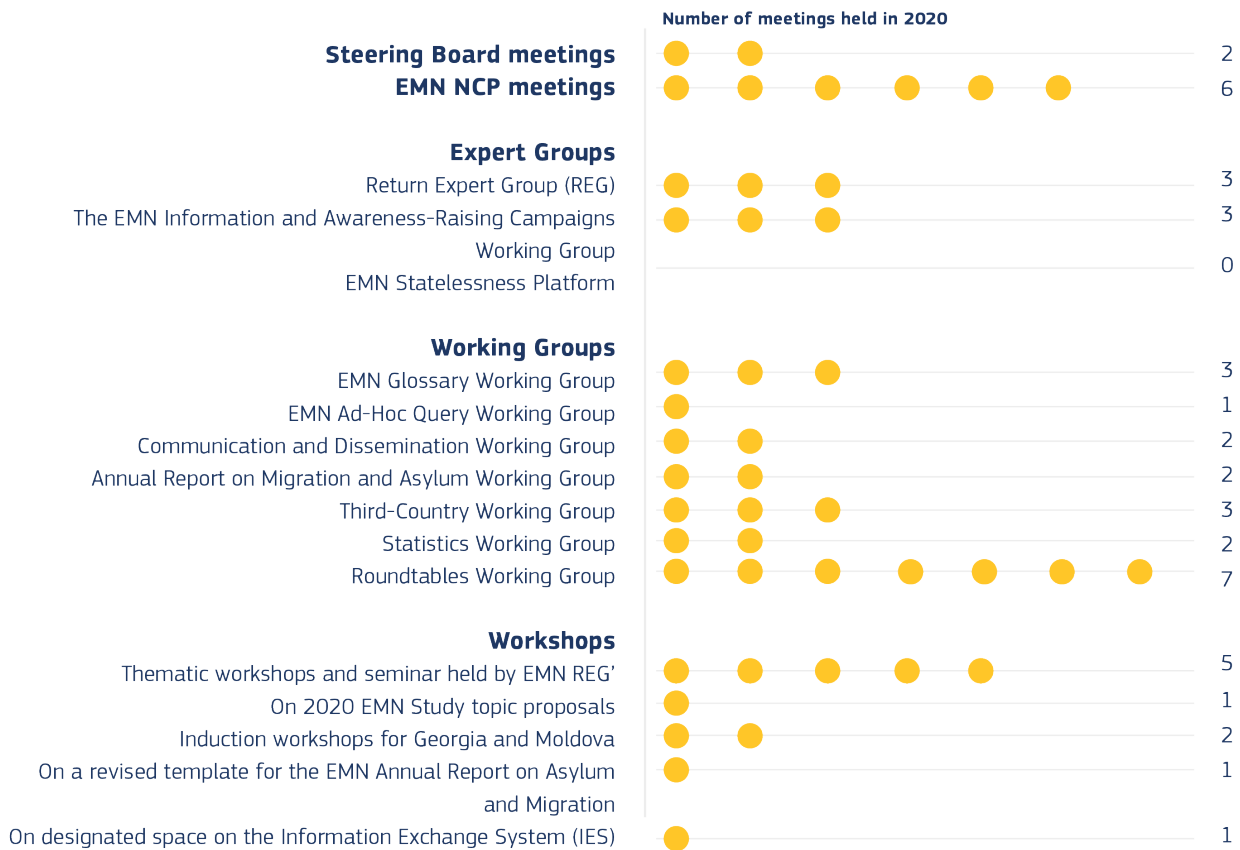 Number of meetings held in 2020
Steering Board meetings 2
EMN NCP meetings 6
Expert Groups
Return Expert Group (REG) 3
The EMN Information and Awareness-Raising Campaigns 3
Working Group
EMN Statelessness Platform 0
Working Groups
EMN Glossary Working Group 3
EMN Ad-Hoc Query Working Group 1
Communication and Dissemination Working Group 2
Annual Report on Migration and Asylum Working Group 2
Third-Country Working Group 3
Statistics Working Group 2
Roundtables Working Group 7
Workshops
Thematic workshops and seminar held by EMN REG’ 5
On 2020 EMN Study topic proposals 1
Induction workshops for Georgia and Moldova 2
On a revised template for the EMN Annual Report on Asylum 1
and Migration
On designated space on the Information Exchange System (IES) 1